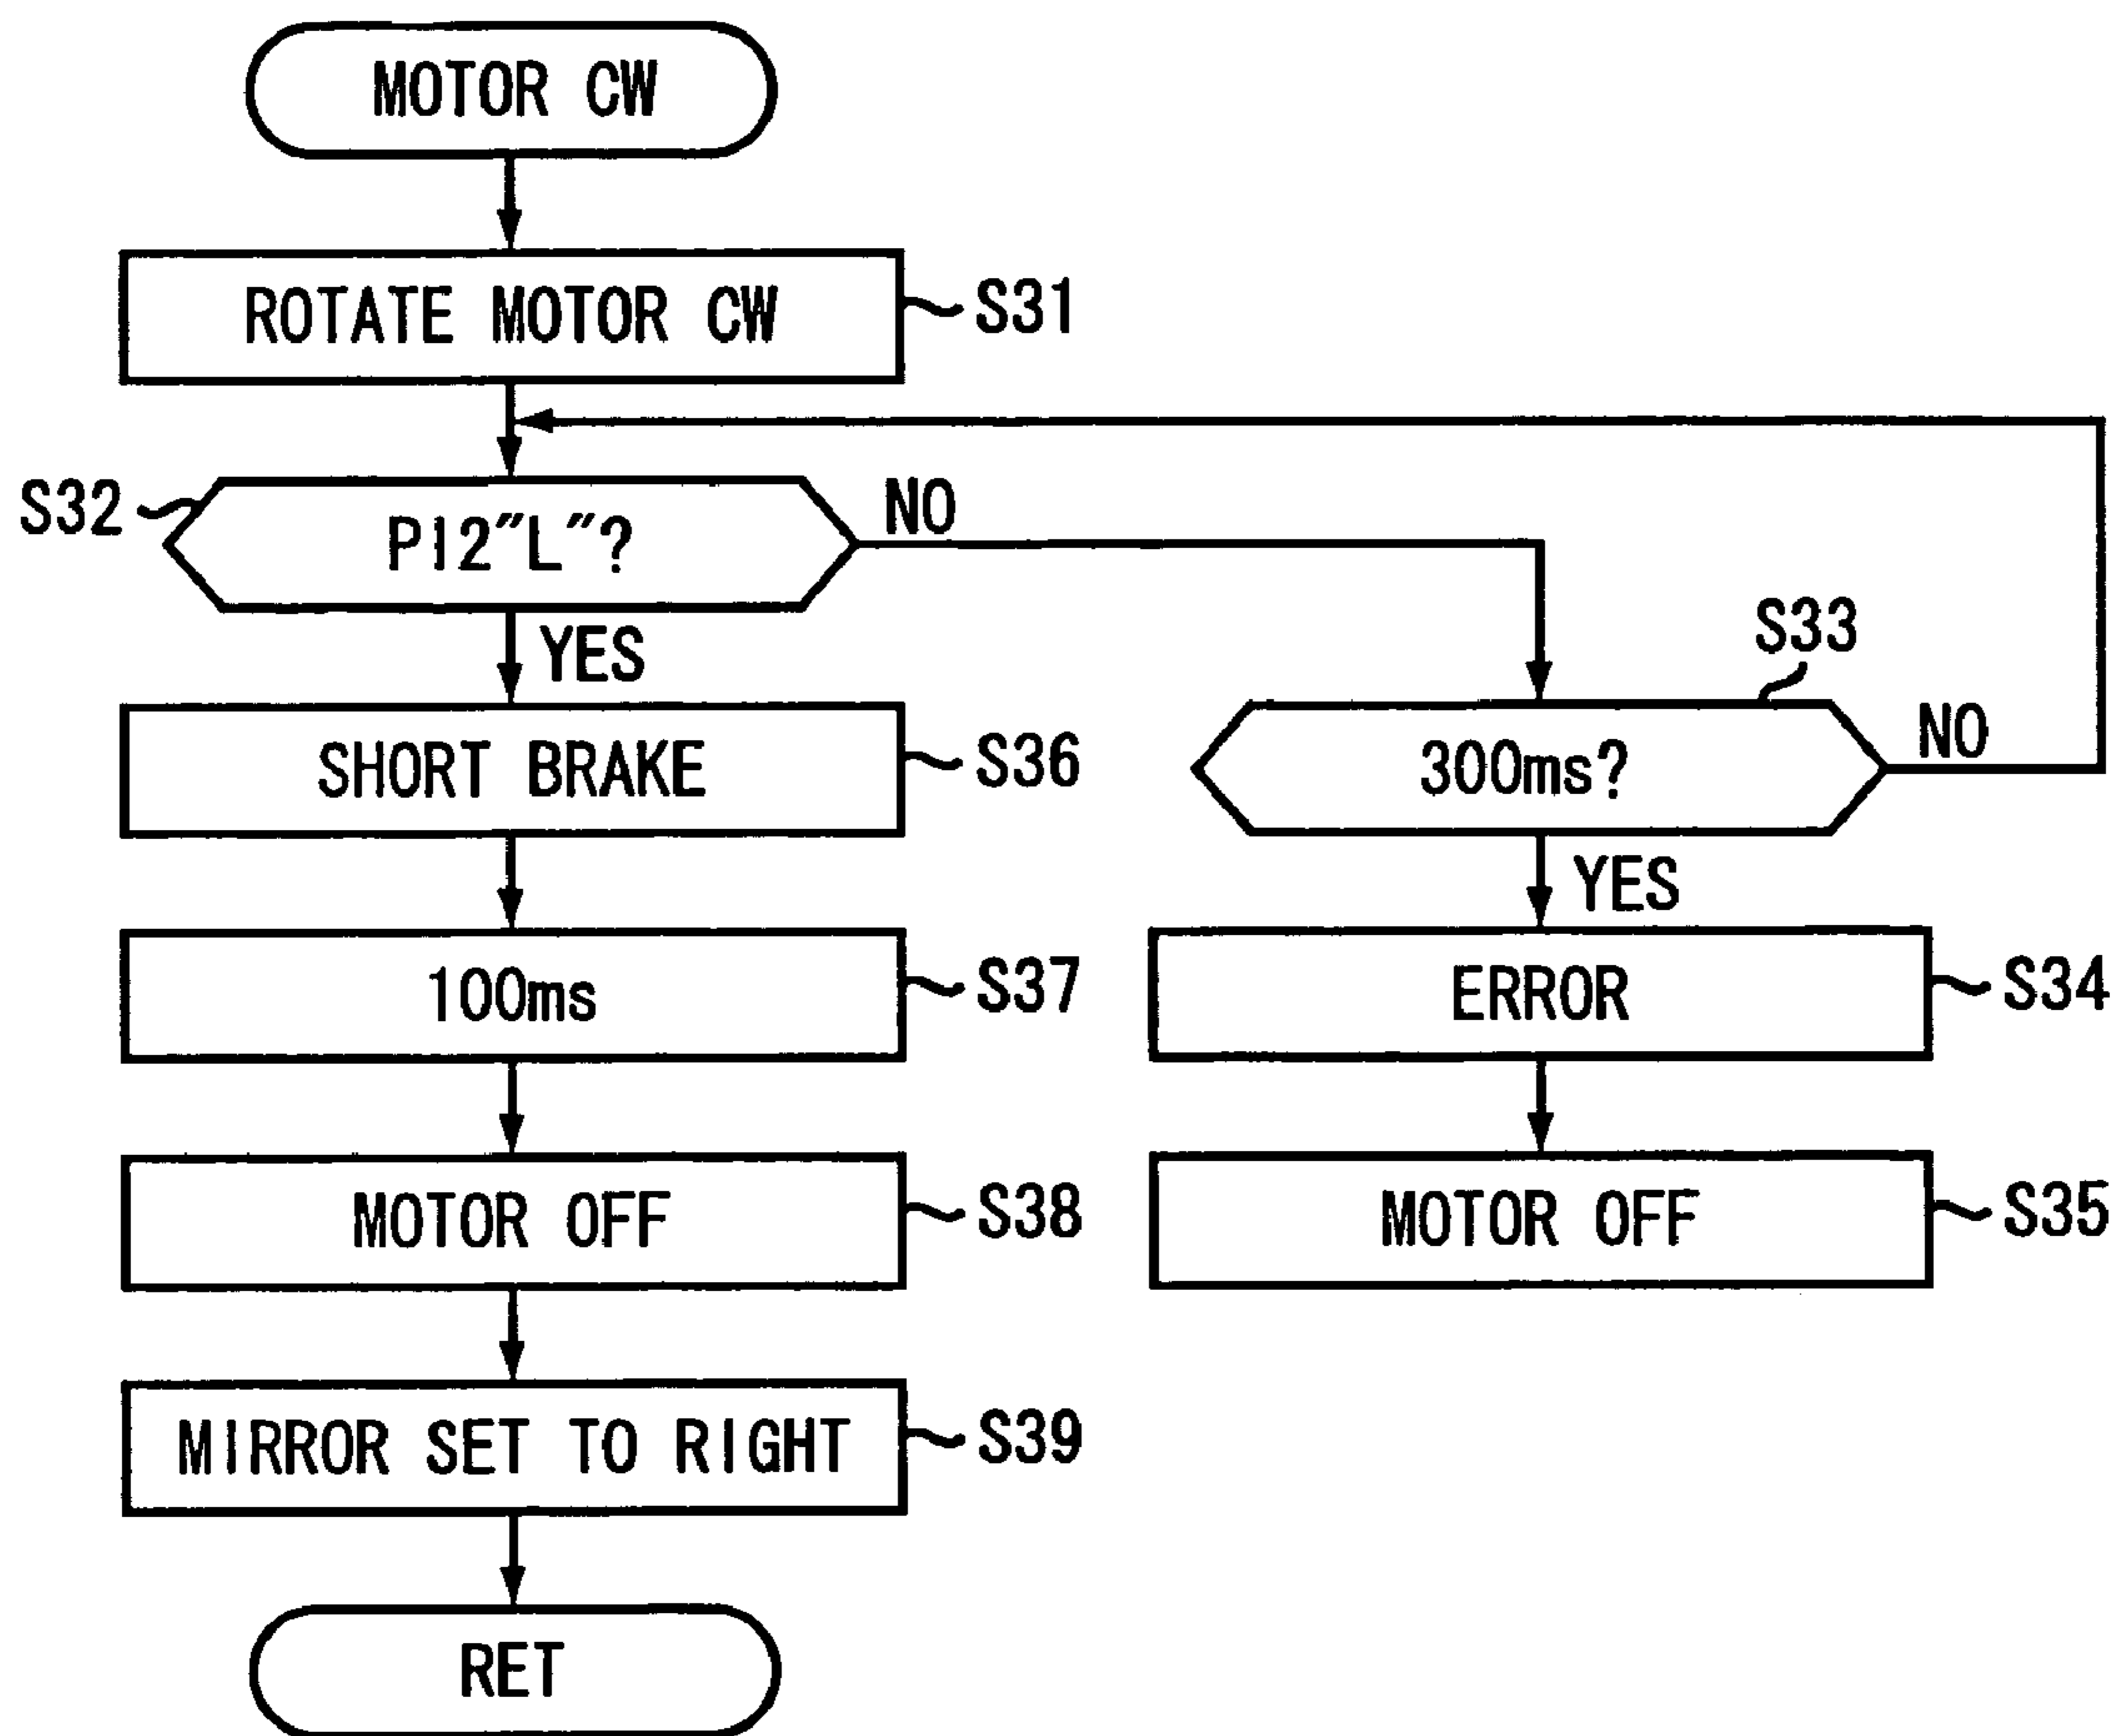 MOTOR CW
ROTATE MOTOR CW
S31
S32
PI2"L"?
NO
YES
S33
SHORT BRAKE
S36
300ms?
NO
YES
100ms
S37
ERROR
S34
MOTOR OFF
S38
MOTOR OFF
S35
MIRROR SET TO RIGHT
S39
RET